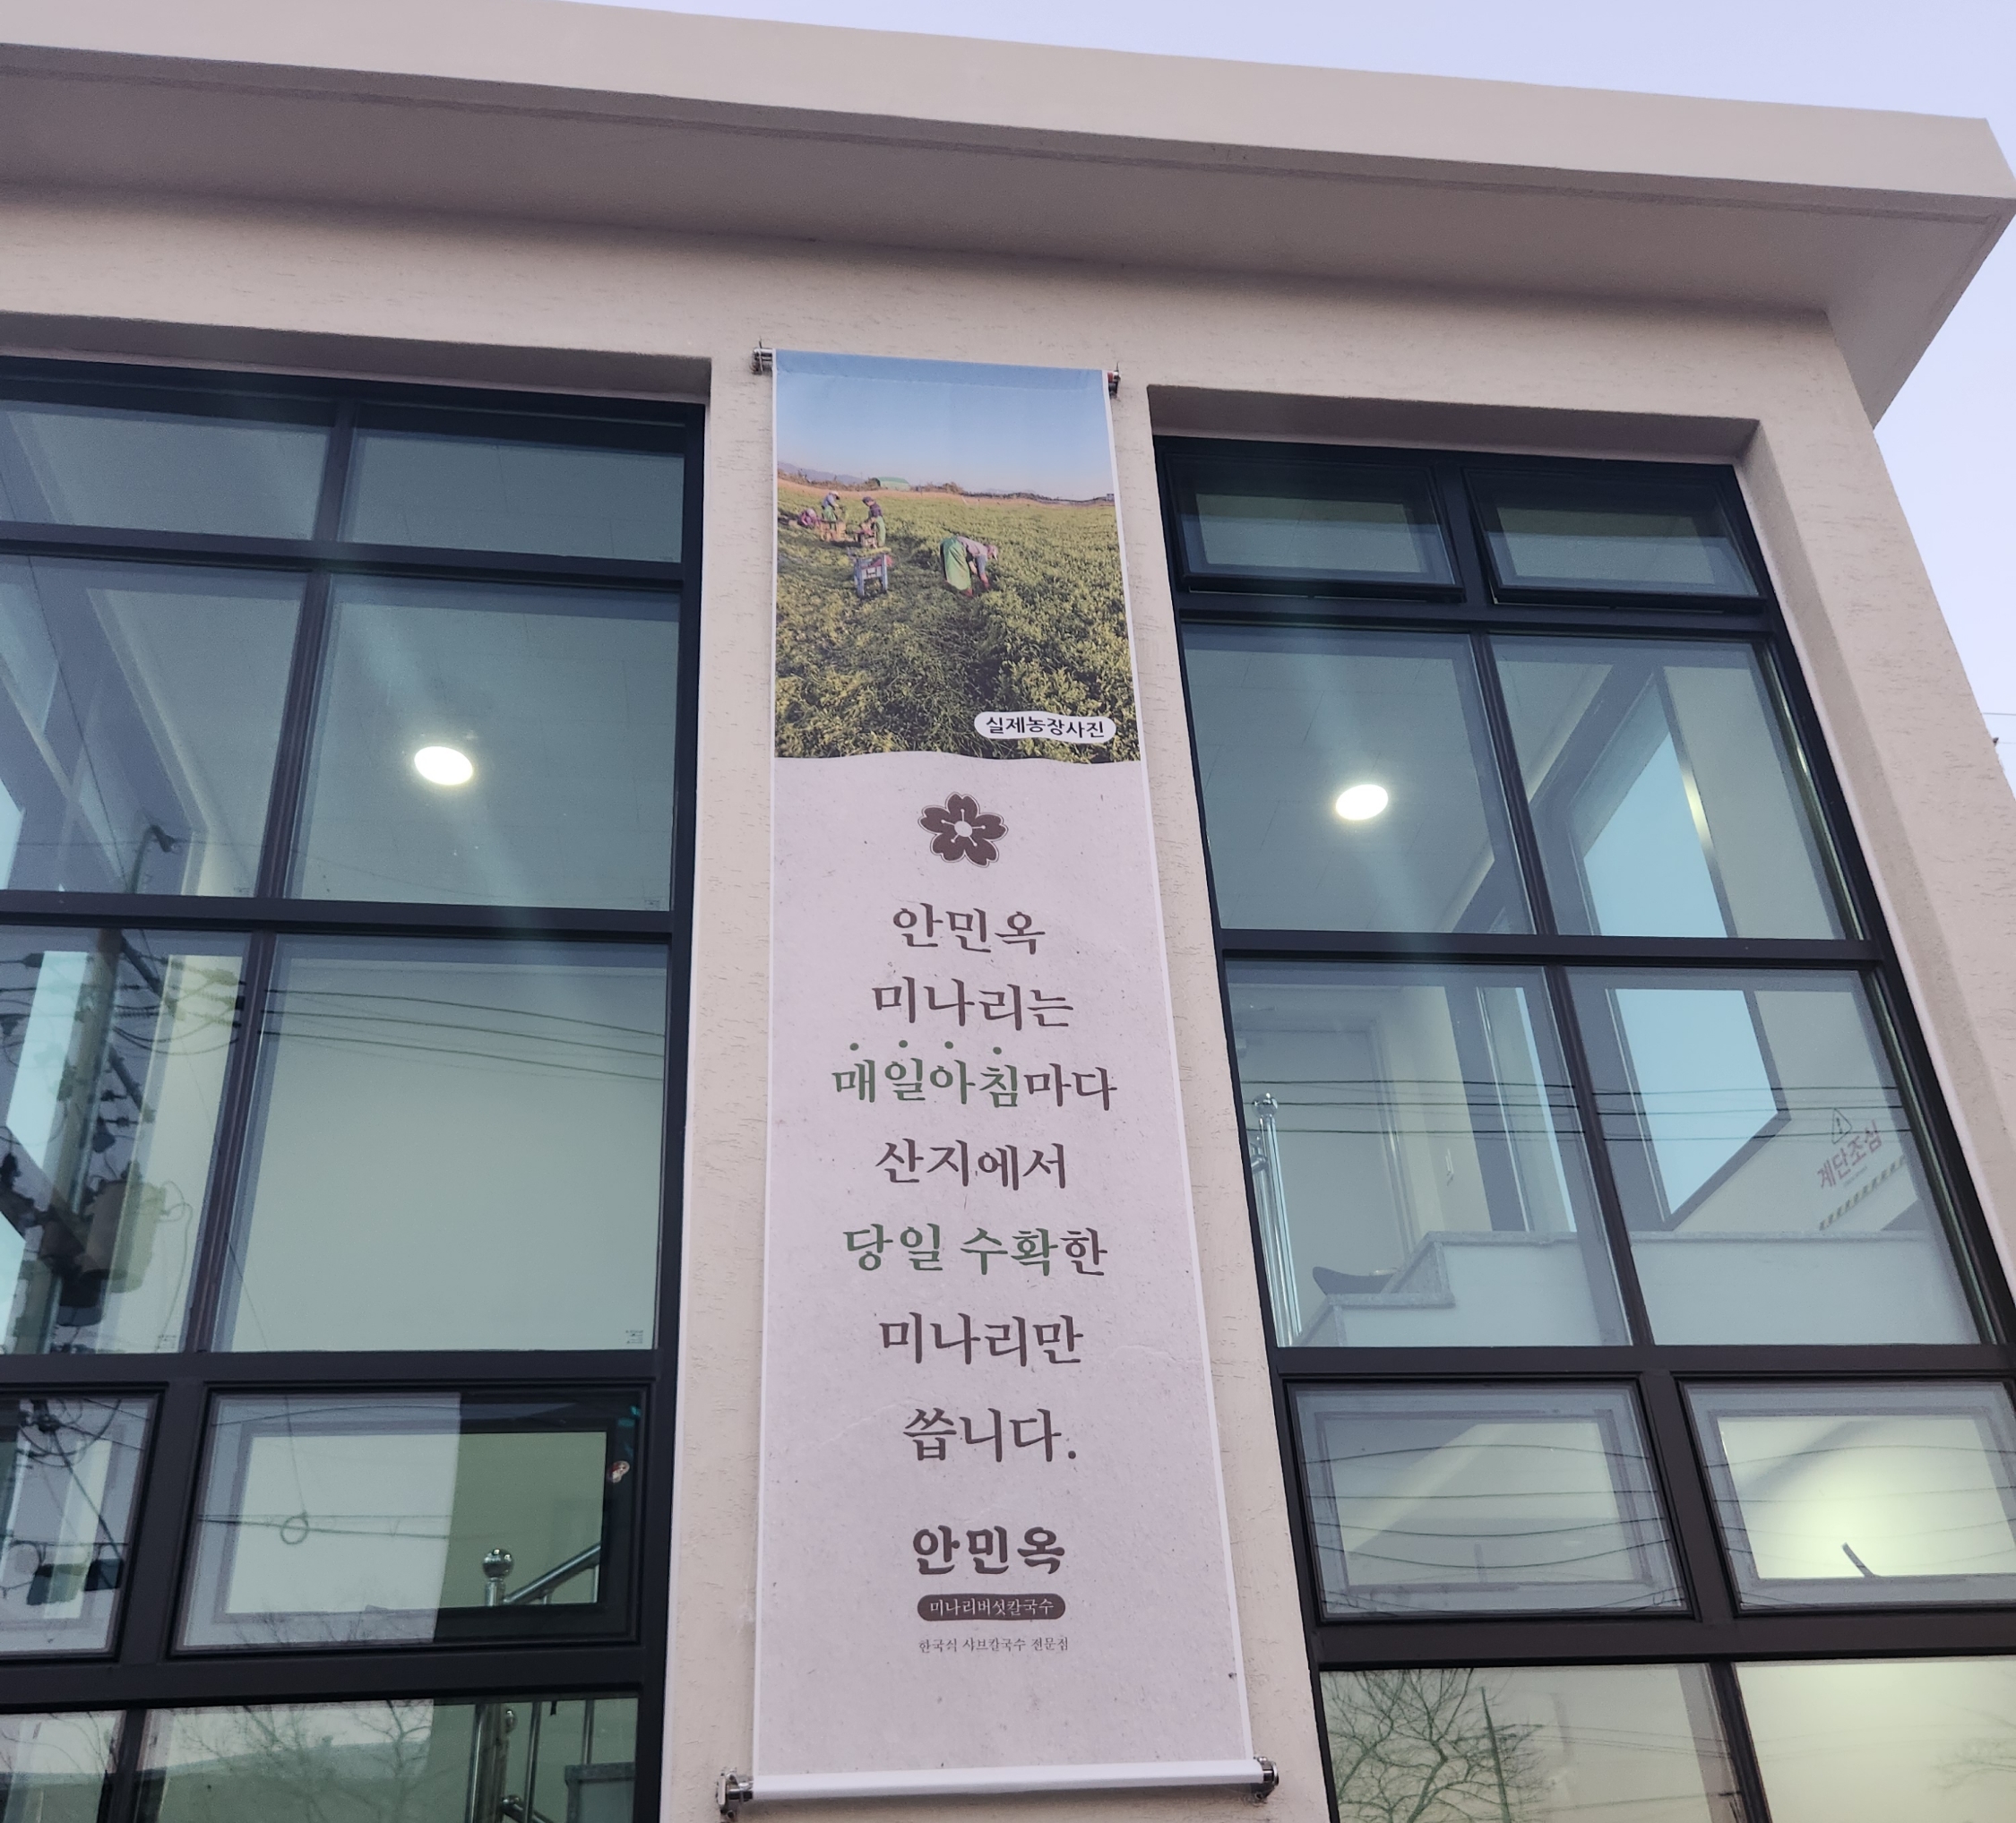 실제농장사진
안민옥
미나리는
매일아침마다
산지에서
당일 수확한
미나리만
씁니다.
안민옥
미나리버섯칼국수
한국식 샤브칼국수 전문점
계단조심